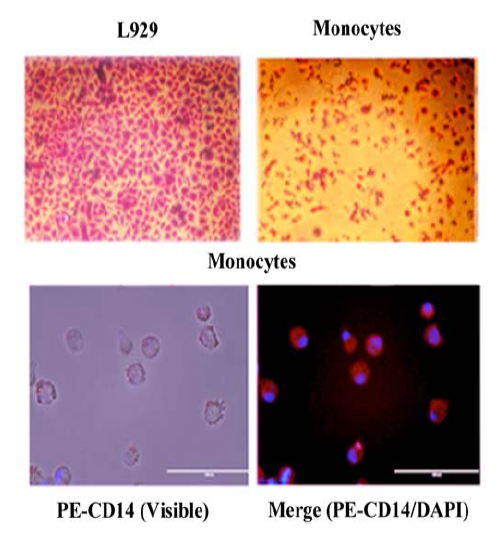 L929
Monocytes
Monocytes
PE-CD14 (Visible)
Merge (PE-CD14/DAPI)